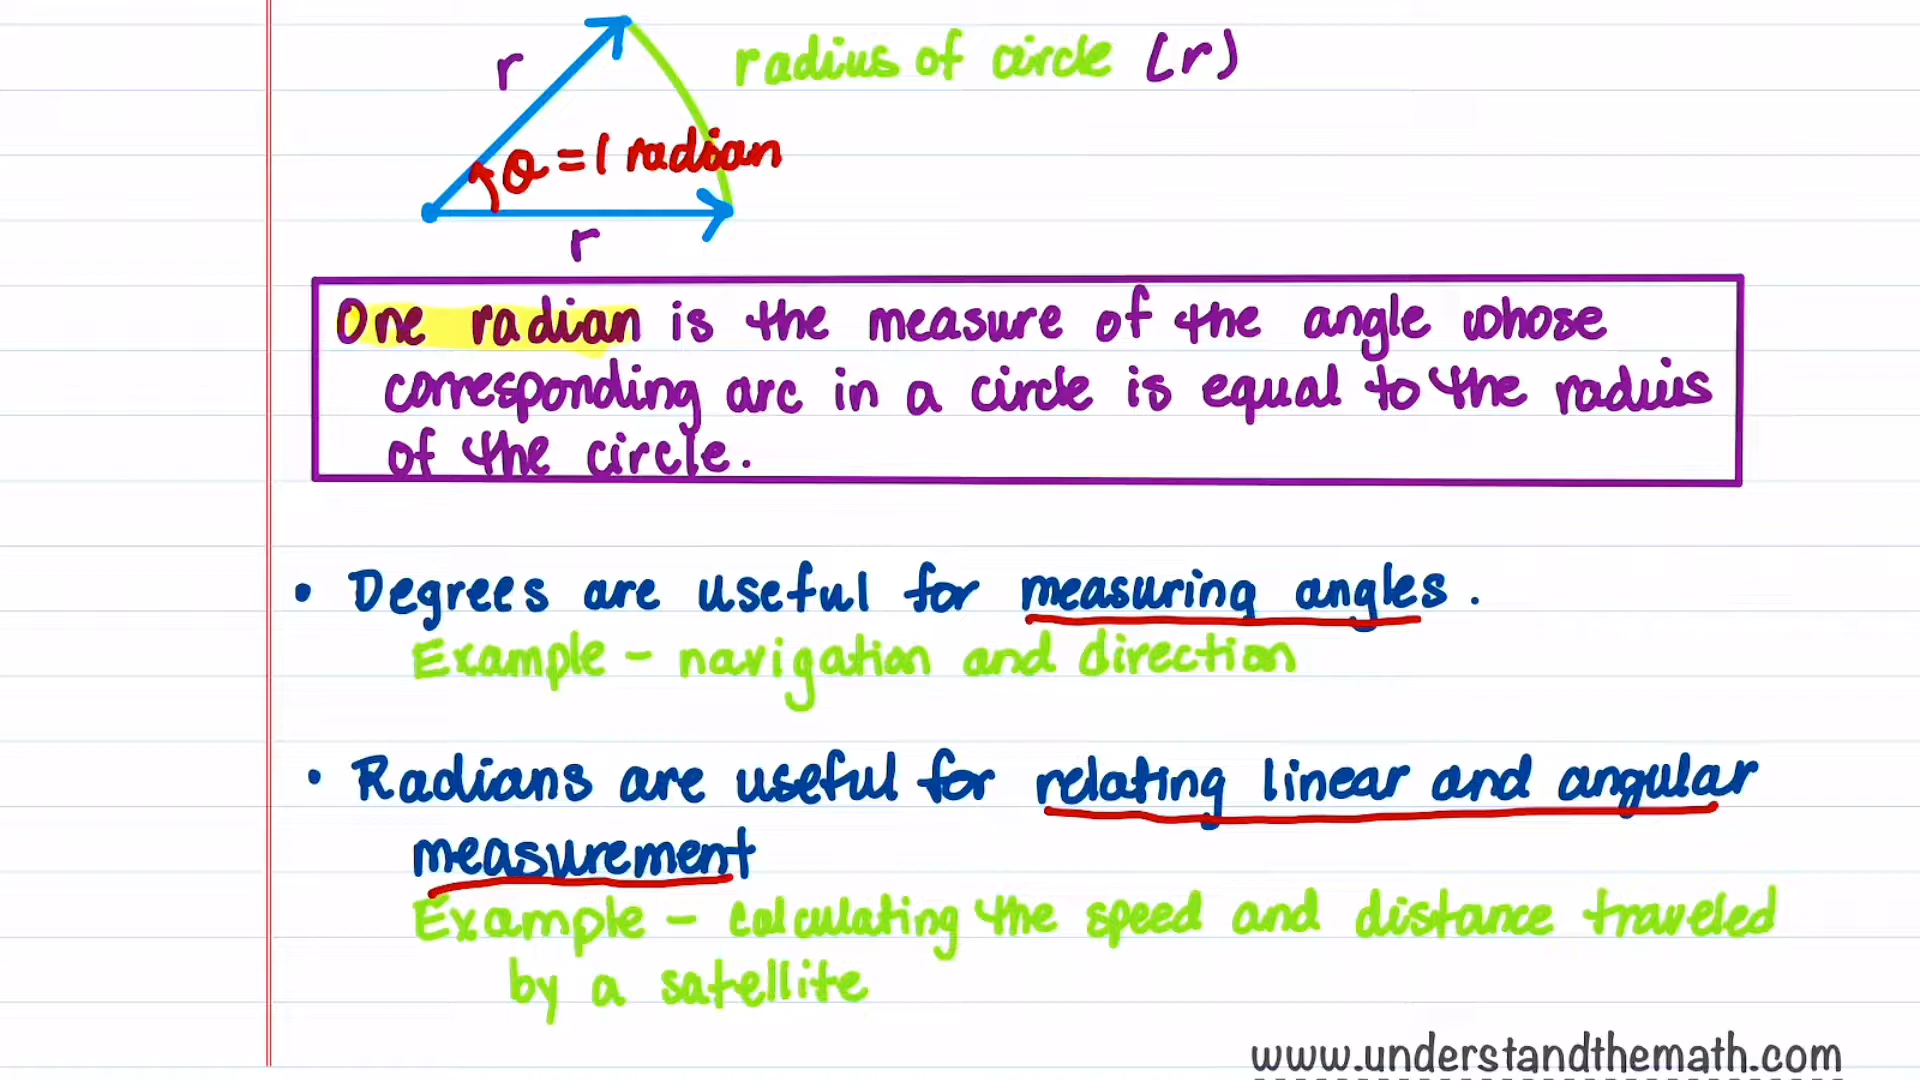 r
radius of circle (r)
θ = 1 radian
r
One radian is the measure of the angle whose
corresponding arc in a circle is equal to the radius
of the circle.
• Degrees are useful for measuring angles.
Example - navigation and direction
• Radians are useful for relating linear and angular
measurement
Example - calculating the speed and distance traveled
by a satellite
www.understandthemath.com